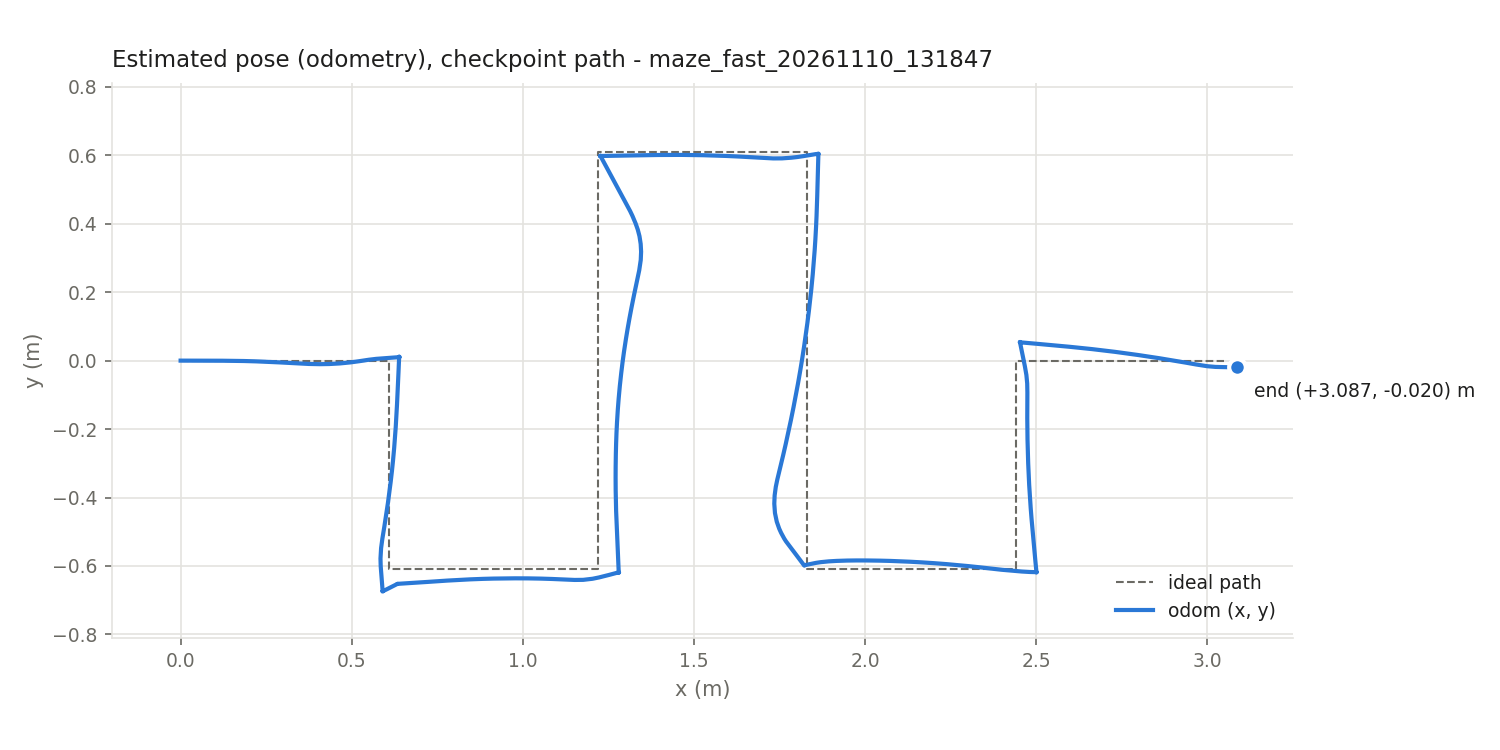 Estimated pose (odometry), checkpoint path - maze_fast_20261110_131847
0.8
0.6
0.4
0.2
0.0
−0.2
−0.4
−0.6
−0.8
y (m)
end (+3.087, -0.020) m
ideal path
odom (x, y)
0.0 0.5 1.0 1.5 2.0 2.5 3.0
x (m)